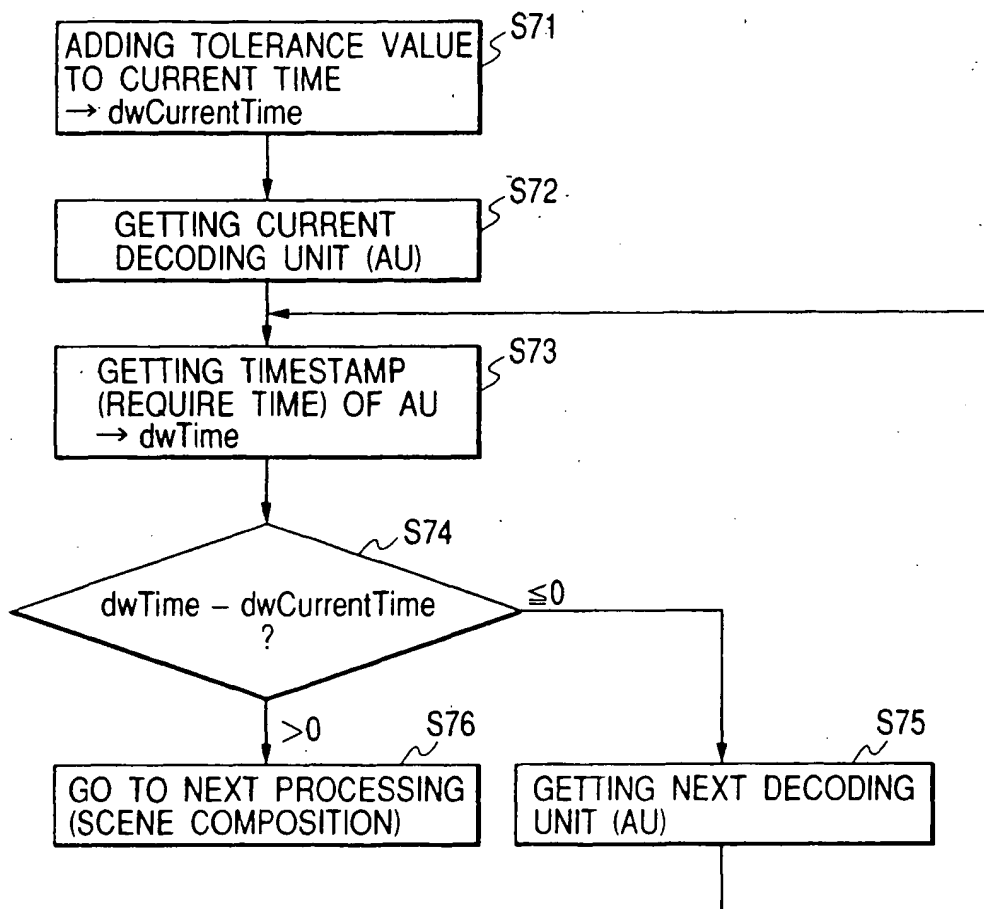 S71
ADDING TOLERANCE VALUE
TO CURRENT TIME
→ dwCurrentTime
S72
GETTING CURRENT
DECODING UNIT (AU)
S73
GETTING TIMESTAMP
(REQUIRE TIME) OF AU
→ dwTime
S74
dwTime – dwCurrentTime
?
≦0
>0
S76
GO TO NEXT PROCESSING
(SCENE COMPOSITION)
S75
GETTING NEXT DECODING
UNIT (AU)